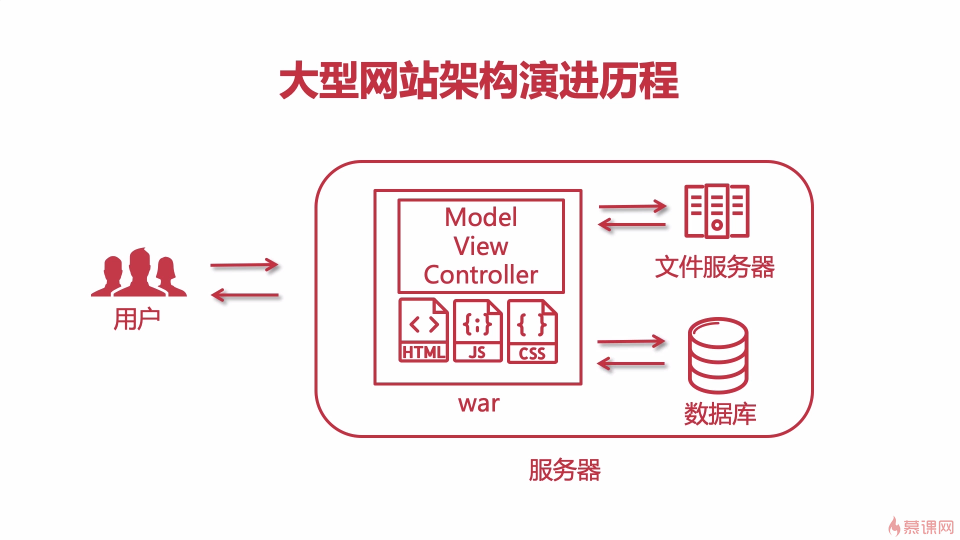 大型网站架构演进历程
Model
View
Controller
HTML
JS
CSS
war
用户
文件服务器
数据库
服务器
慕课网